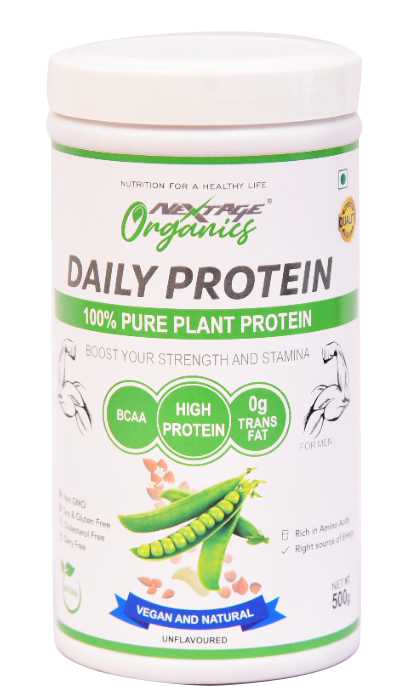 NUTRITION FOR A HEALTHY LIFE
NEXTAGE®
Organics
QUALITY
DAILY PROTEIN
100% PURE PLANT PROTEIN
BOOST YOUR STRENGTH AND STAMINA
BCAA
HIGH
PROTEIN
0g
TRANS
FAT
FOR MEN
Non GMO
Soy & Gluten Free
Cholesterol Free
Dairy Free
Rich in Amino Acids
Right source of Energy
NET WT.
500g
VEGAN AND NATURAL
UNFLAVOURED